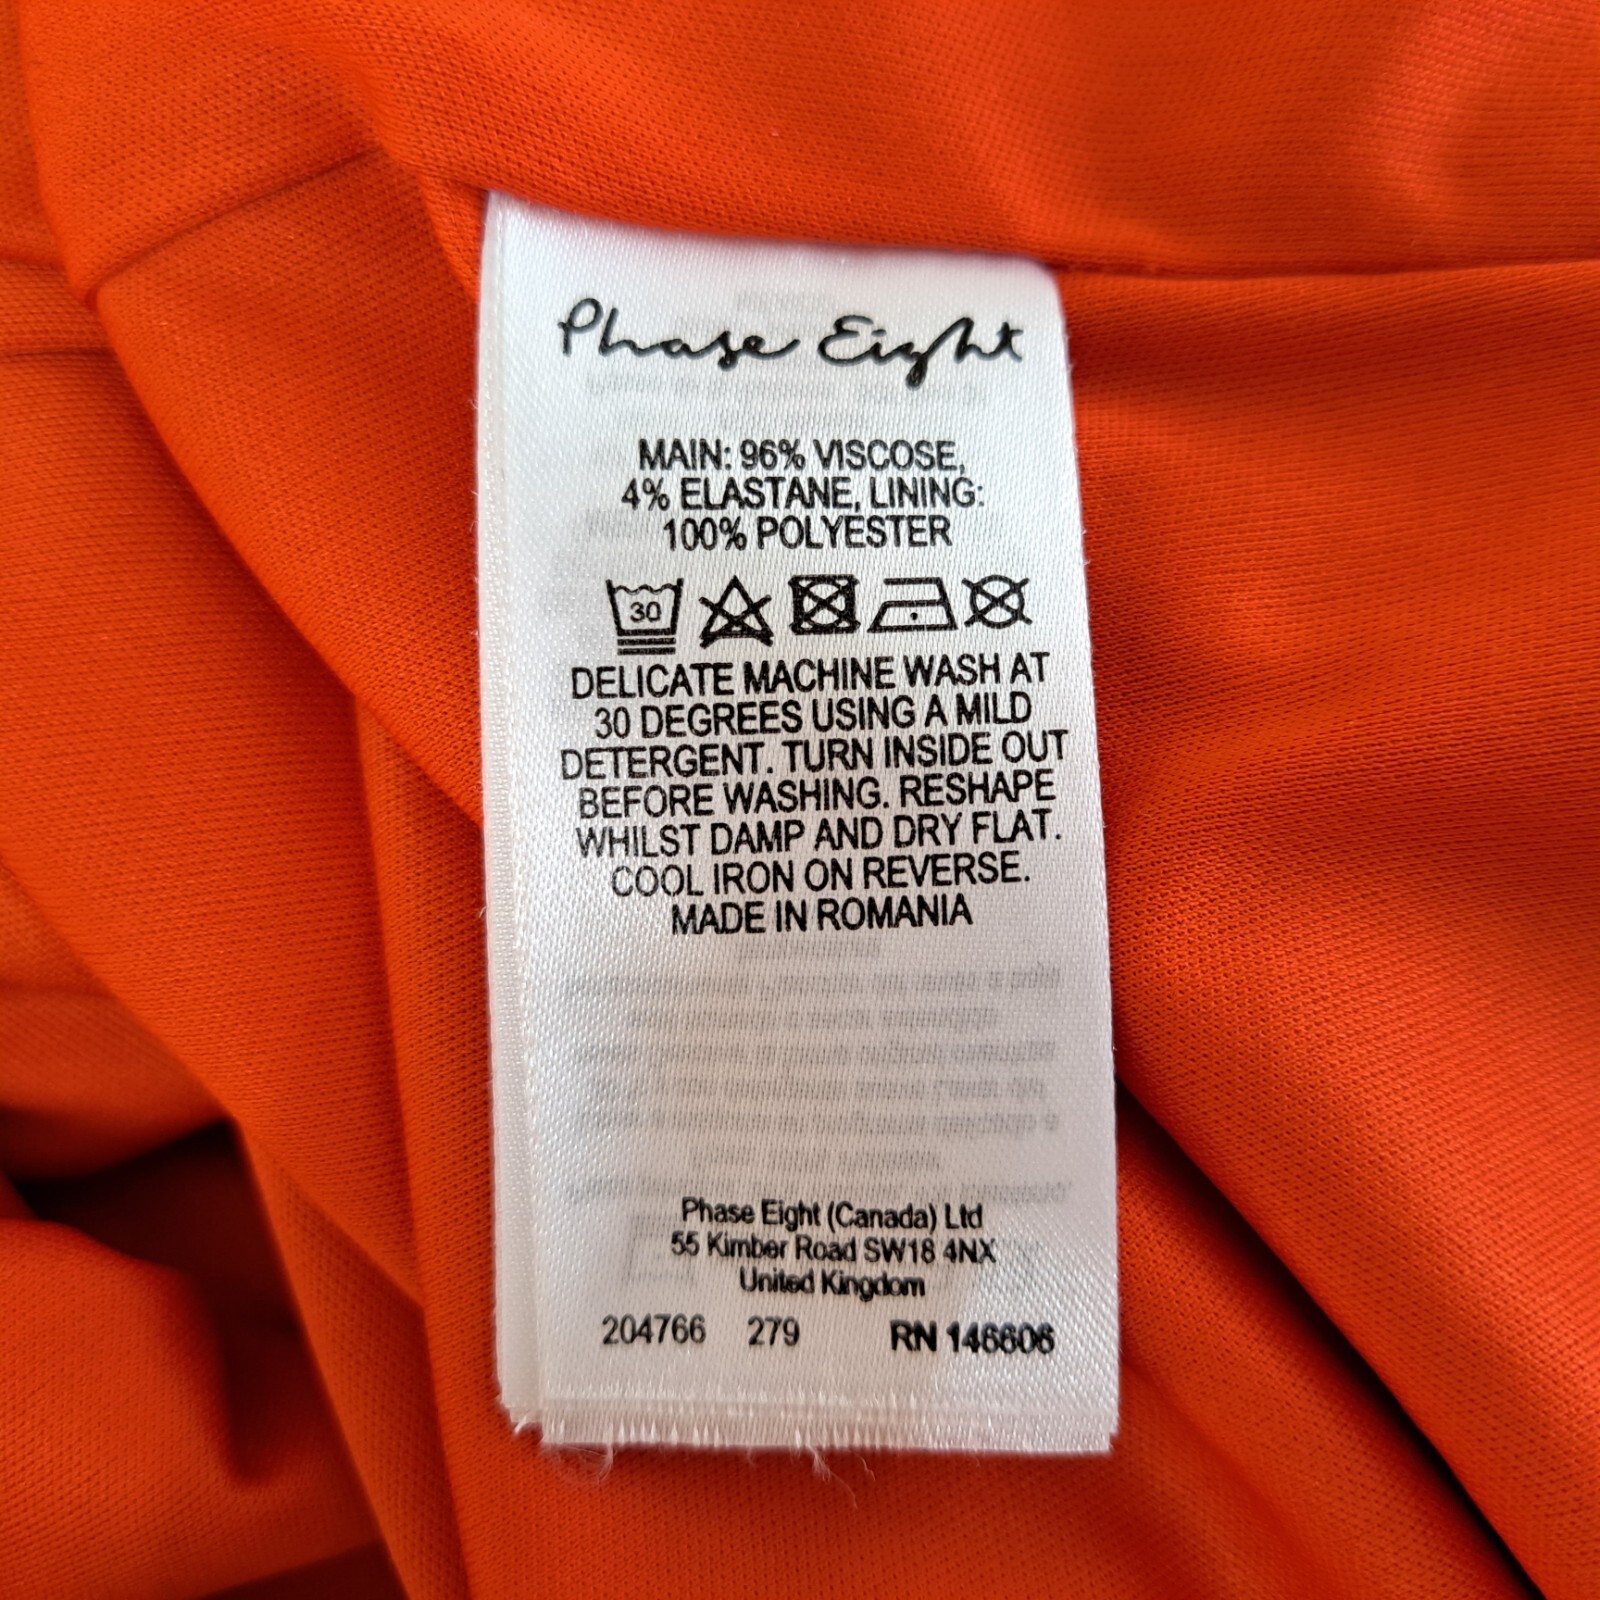 Phase Eight
MAIN: 96% VISCOSE,
4% ELASTANE, LINING:
100% POLYESTER
30
DELICATE MACHINE WASH AT
30 DEGREES USING A MILD
DETERGENT. TURN INSIDE OUT
BEFORE WASHING. RESHAPE
WHILST DAMP AND DRY FLAT.
COOL IRON ON REVERSE.
MADE IN ROMANIA
Phase Eight (Canada) Ltd
55 Kimber Road SW18 4NX
United Kingdom
204766 279 RN 146606